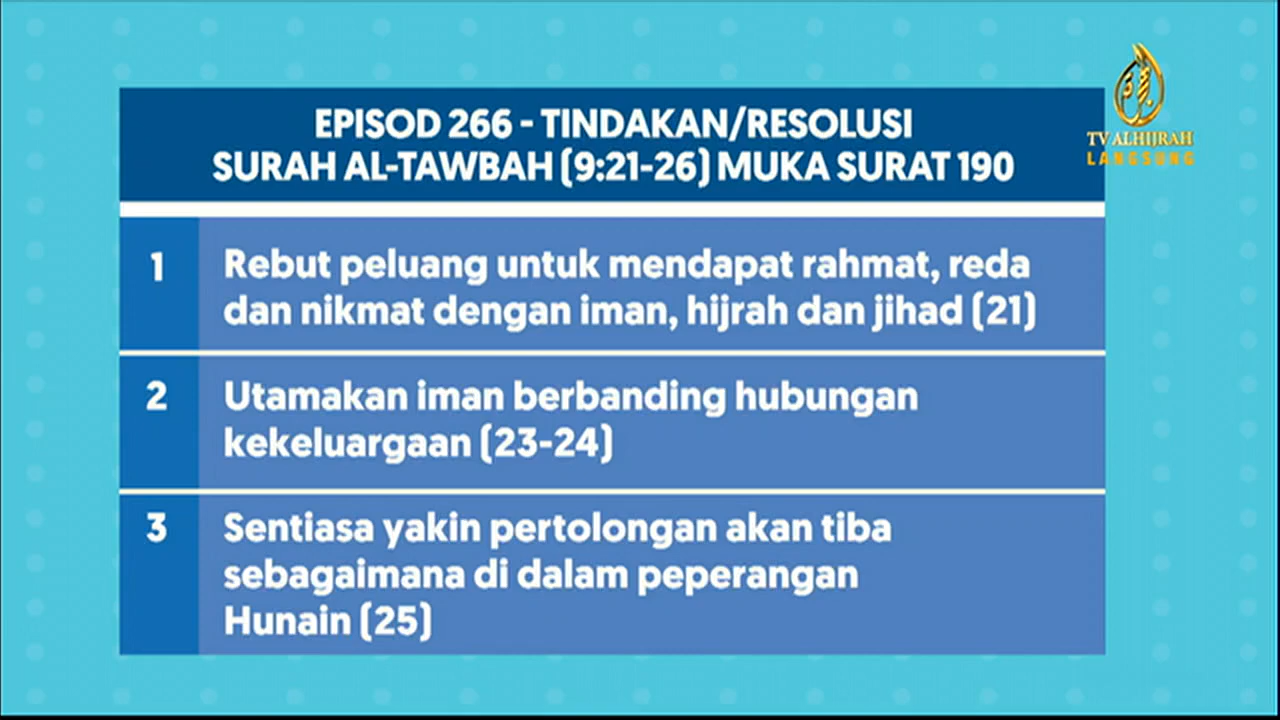 EPISOD 266 - TINDAKAN/RESOLUSI
SURAH AL-TAWBAH (9:21-26) MUKA SURAT 190
TV ALHIJRAH
LANGSUNG
1
Rebut peluang untuk mendapat rahmat, reda
dan nikmat dengan iman, hijrah dan jihad (21)
2
Utamakan iman berbanding hubungan
kekeluargaan (23-24)
3
Sentiasa yakin pertolongan akan tiba
sebagaimana di dalam peperangan
Hunain (25)